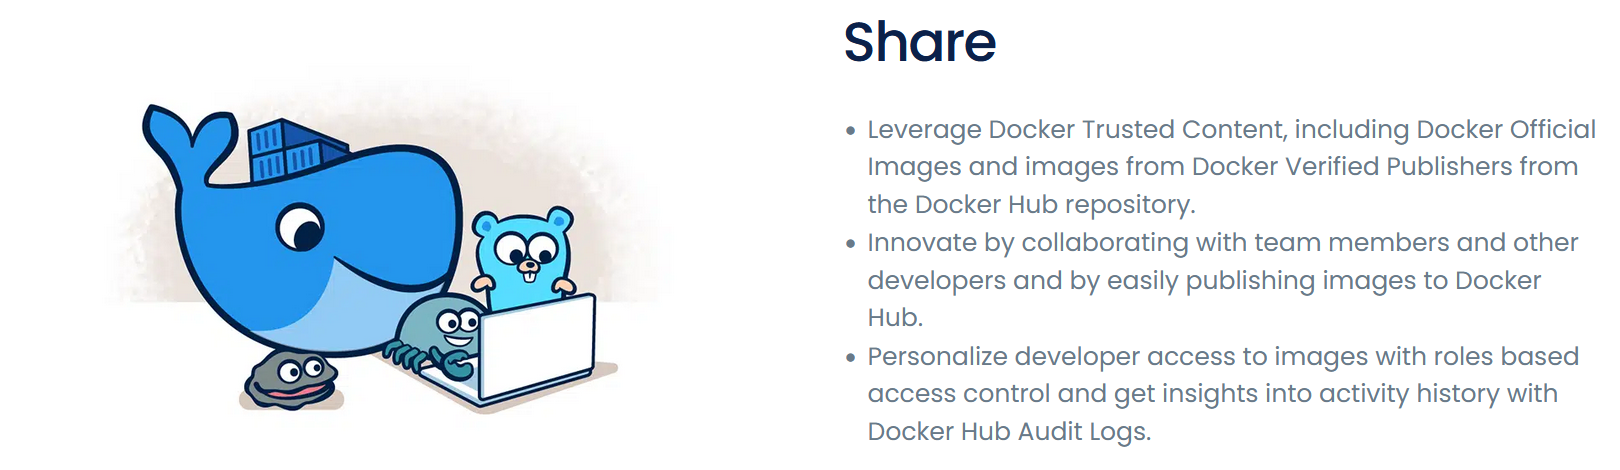 Share
• Leverage Docker Trusted Content, including Docker Official
Images and images from Docker Verified Publishers from
the Docker Hub repository.
• Innovate by collaborating with team members and other
developers and by easily publishing images to Docker
Hub.
• Personalize developer access to images with roles based
access control and get insights into activity history with
Docker Hub Audit Logs.